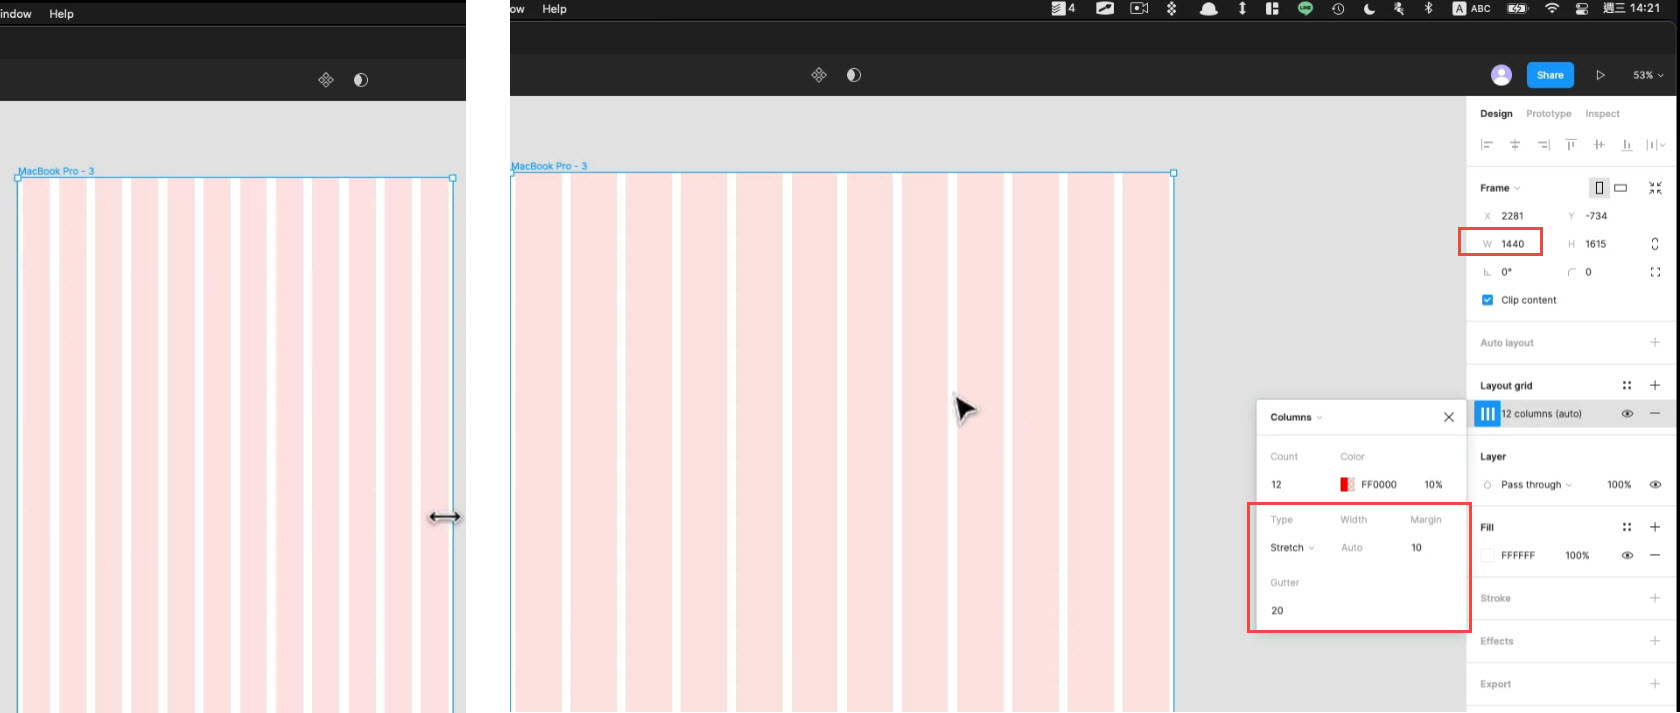 indow Help
MacBook Pro - 3
ow Help
4 LINE A ABC 週三 14:21
Share 53%
MacBook Pro - 3
Design Prototype Inspect
Frame
X 2281 Y -734
W 1440 H 1615
0° 0
Clip content
Auto layout
Layout grid
12 columns (auto)
Layer
Pass through 100%
Fill
FFFFFF 100%
Stroke
Effects
Export
Columns
Count Color
12 FF0000 10%
Type Width Margin
Stretch Auto 10
Gutter
20